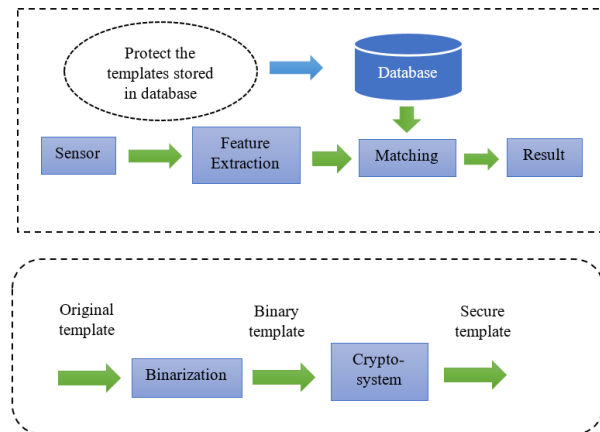 Protect the
templates stored
in database
Database
Sensor
Feature
Extraction
Matching
Result
Original
template
Binarization
Binary
template
Crypto-
system
Secure
template